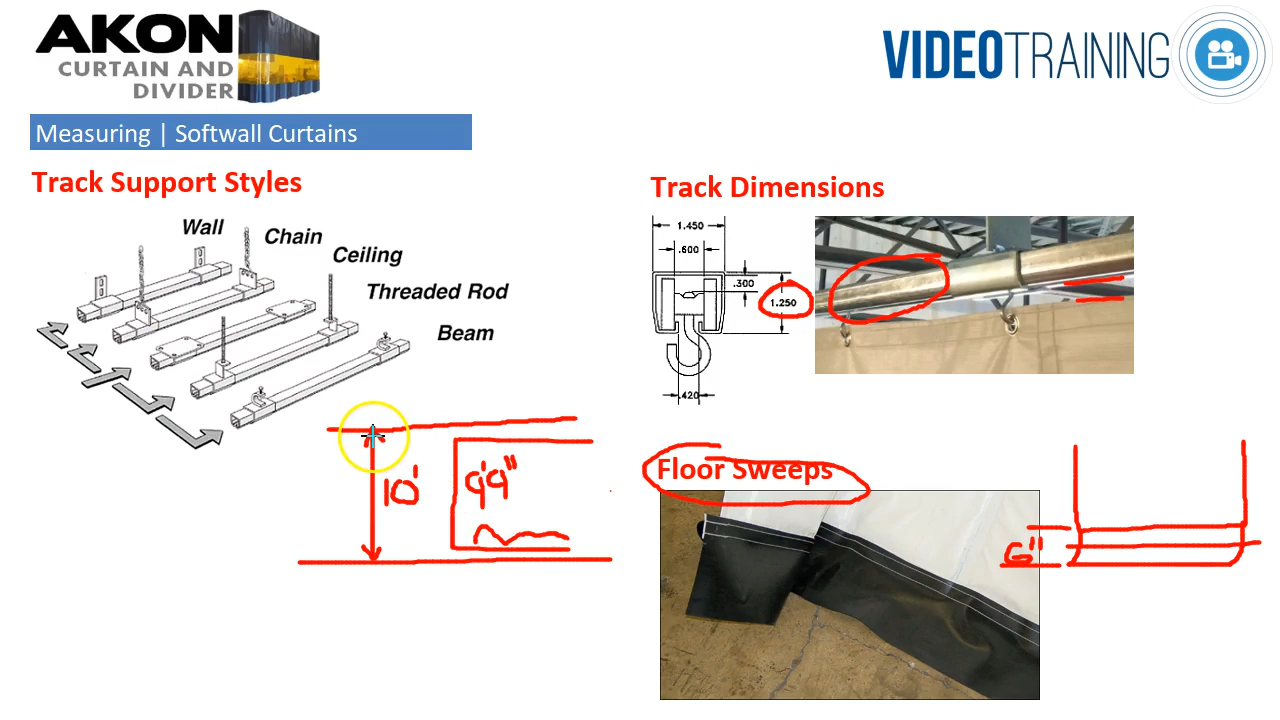 AKON
CURTAIN AND
DIVIDER
VIDEOTRAINING
Measuring | Softwall Curtains
Track Support Styles
Wall
Chain
Ceiling
Threaded Rod
Beam
10'
9'9"
Track Dimensions
1.450
.600
.300
1.250
.420
Floor Sweeps
6"